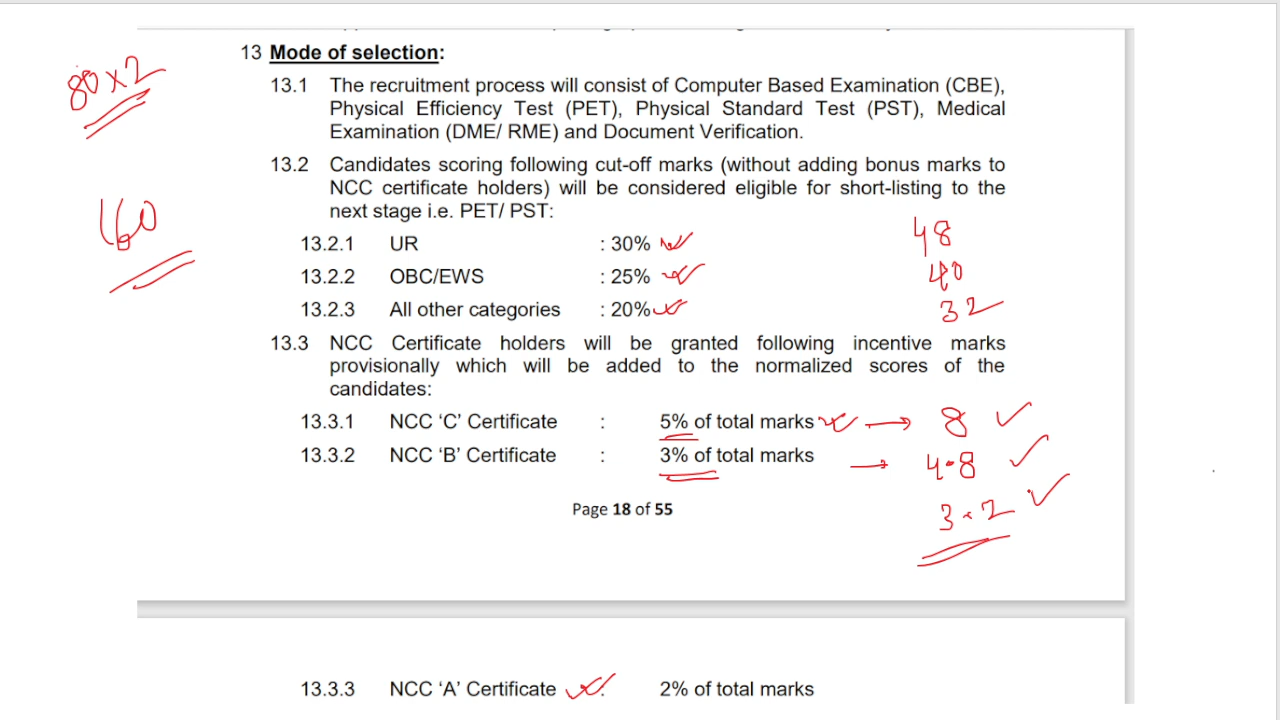 80 x 2
160
13 Mode of selection:
13.1 The recruitment process will consist of Computer Based Examination (CBE),
Physical Efficiency Test (PET), Physical Standard Test (PST), Medical
Examination (DME/ RME) and Document Verification.
13.2 Candidates scoring following cut-off marks (without adding bonus marks to
NCC certificate holders) will be considered eligible for short-listing to the
next stage i.e. PET/ PST:
13.2.1 UR : 30% 48
13.2.2 OBC/EWS : 25% 40
13.2.3 All other categories : 20% 32
13.3 NCC Certificate holders will be granted following incentive marks
provisionally which will be added to the normalized scores of the
candidates:
13.3.1 NCC ‘C’ Certificate : 5% of total marks → 8
13.3.2 NCC ‘B’ Certificate : 3% of total marks → 4.8
3.2
Page 18 of 55
13.3.3 NCC ‘A’ Certificate : 2% of total marks